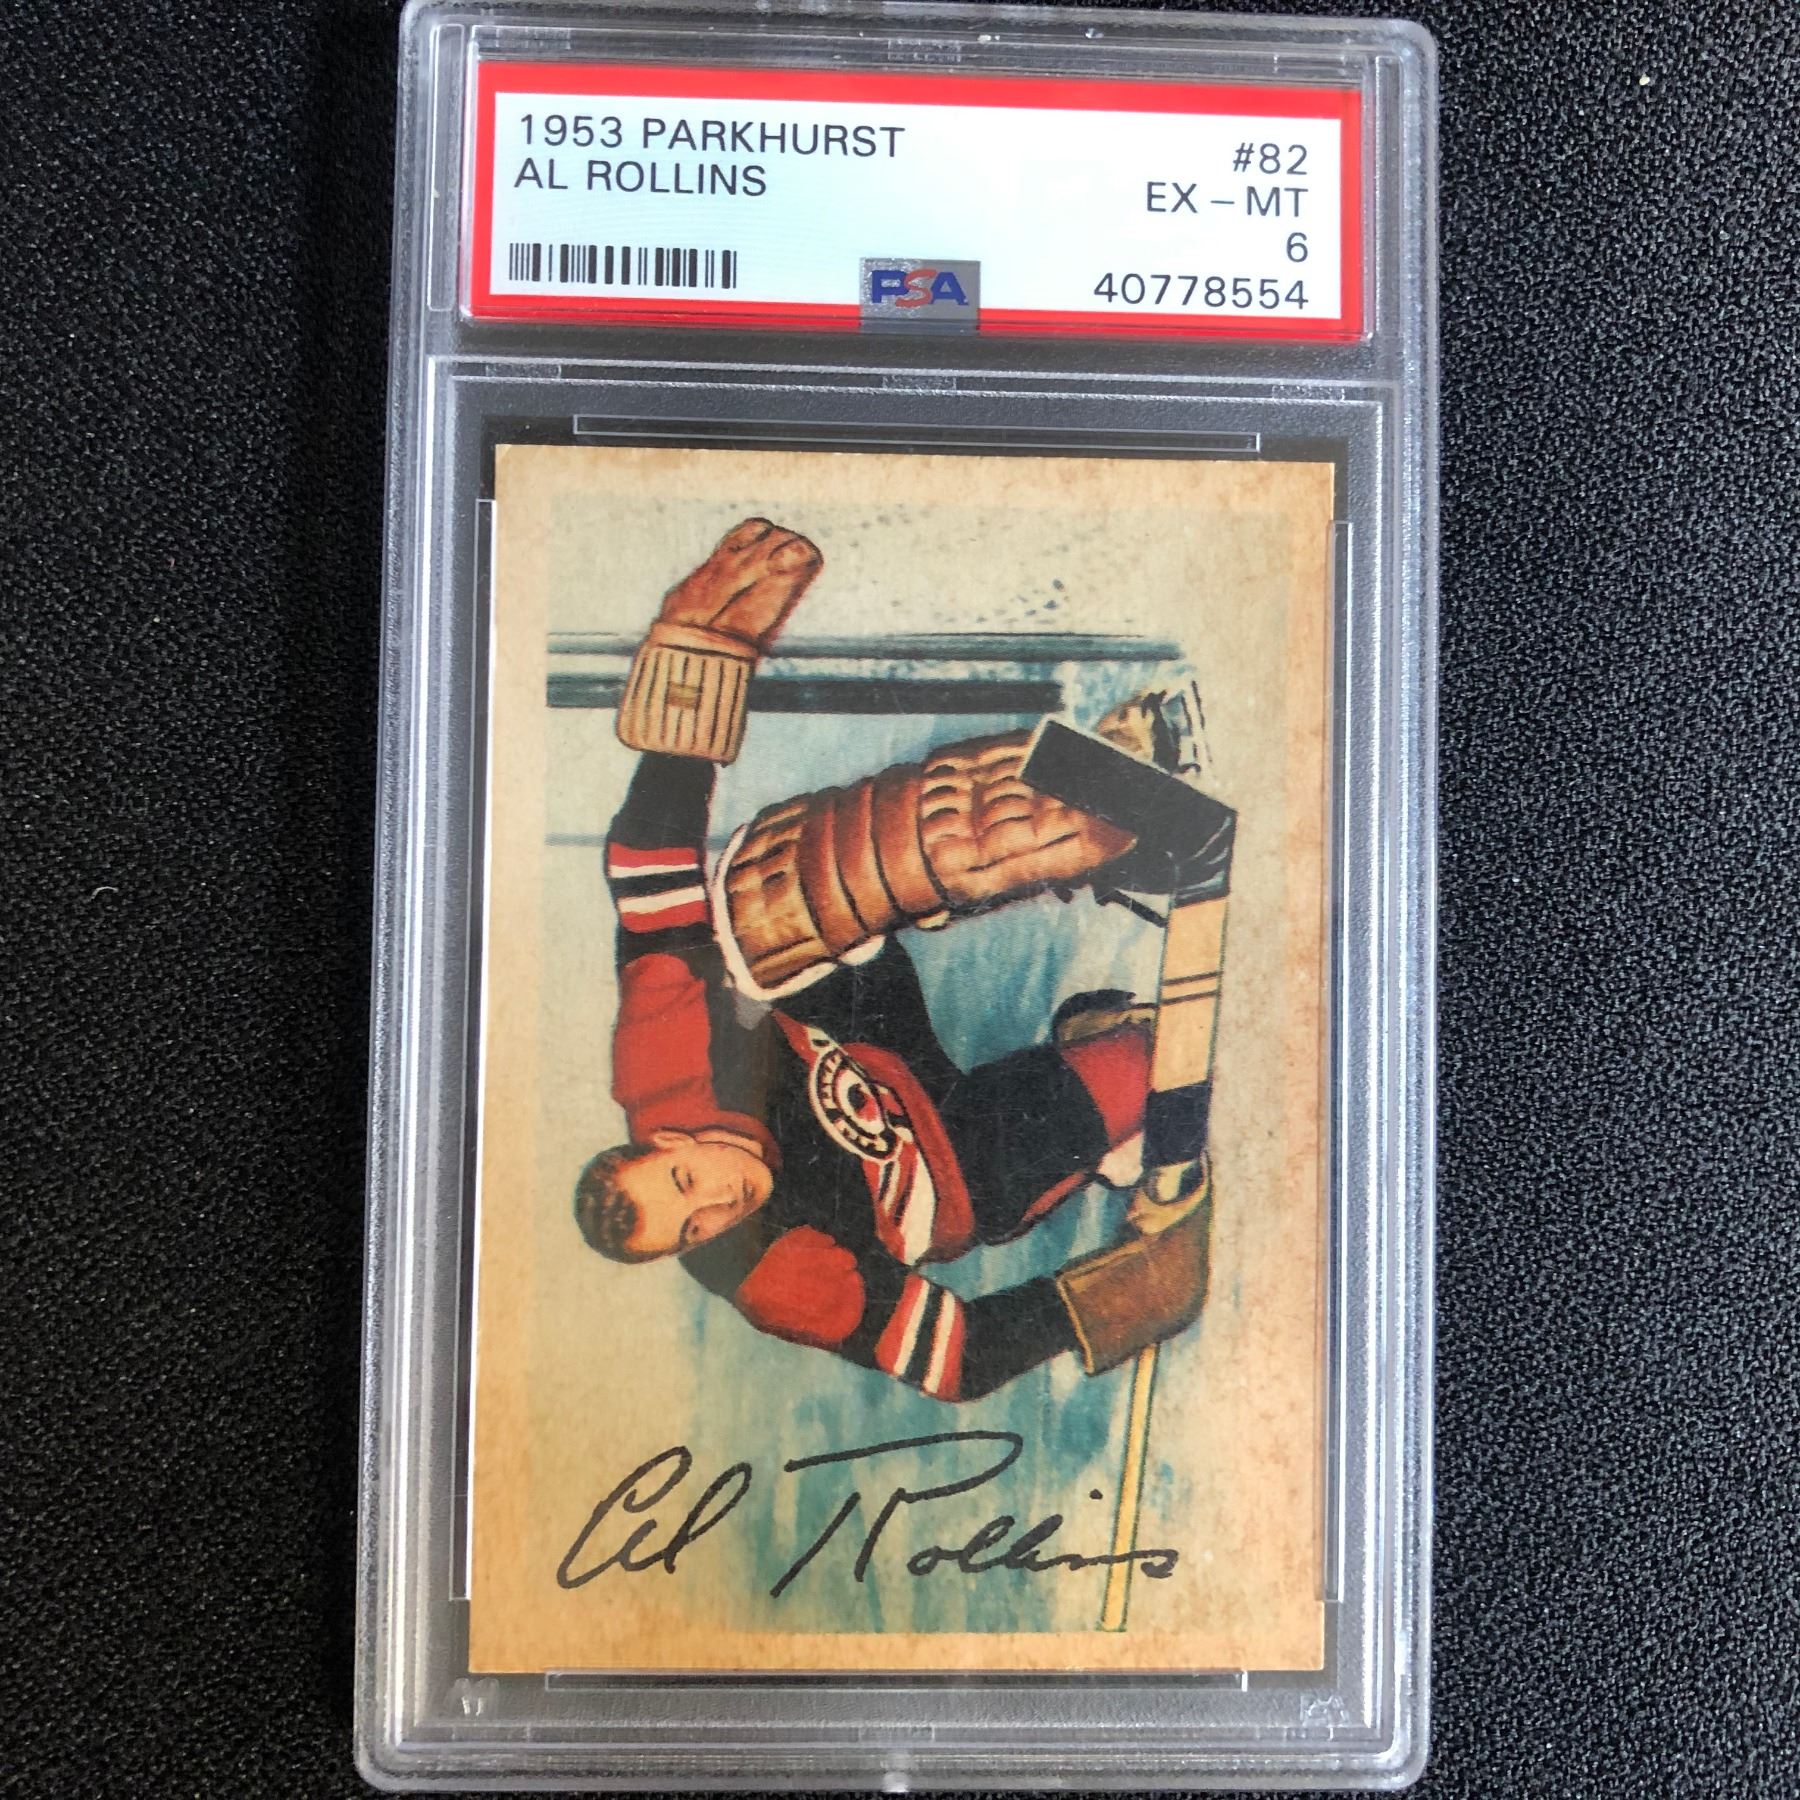 1953 PARKHURST #82
AL ROLLINS EX - MT
6
PSA 40778554
Al Rollins